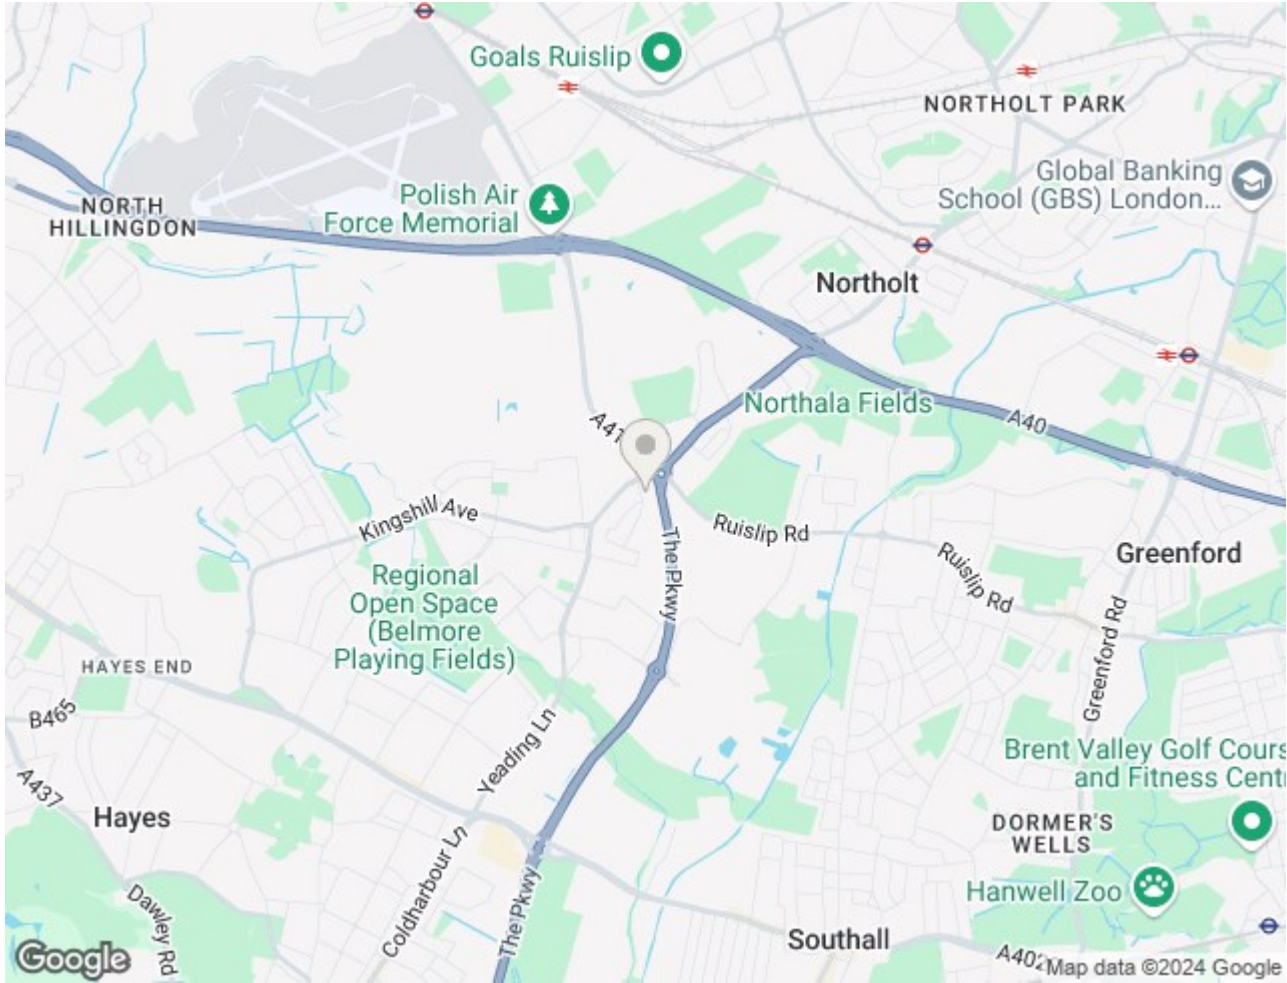 Goals Ruislip
NORTHOLT PARK
Global Banking
School (GBS) London...
Polish Air
Force Memorial
NORTH
HILLINGDON
Northolt
Northala Fields
A40
A41
Kingshill Ave
The Pkwy
Ruislip Rd
Ruislip Rd
Greenford
Regional
Open Space
(Belmore
Playing Fields)
Greenford Rd
HAYES END
B465
Yeading Ln
A437
Hayes
Brent Valley Golf Cours
and Fitness Cent
DORMER'S
WELLS
Coldharbour Ln
The Pkwy
Hanwell Zoo
Dawley Rd
Southall
A402
Google
Map data ©2024 Google